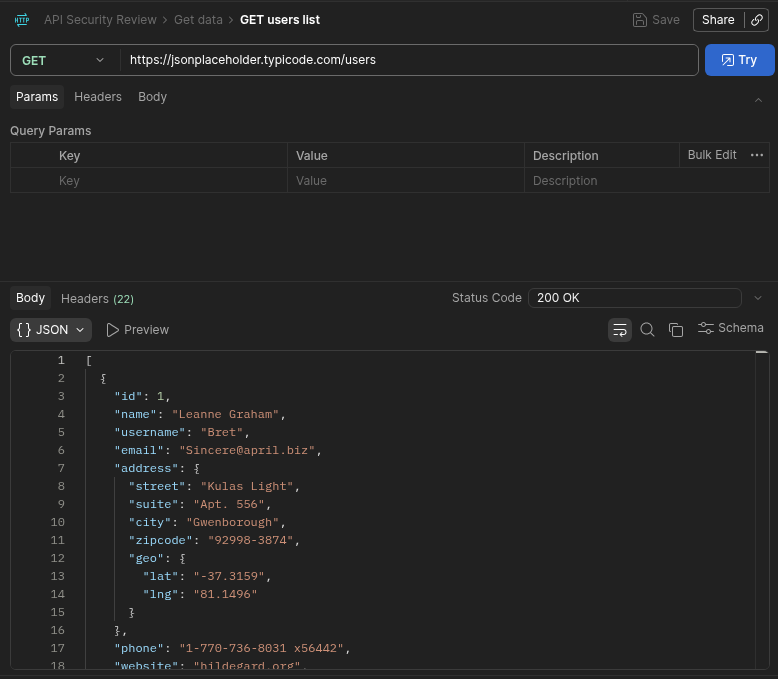 HTTP API Security Review > Get data > GET users list Save Share
GET https://jsonplaceholder.typicode.com/users Try
Params Headers Body
Query Params
Key Value Description Bulk Edit ...
Key Value Description
Body Headers (22) Status Code 200 OK
{} JSON Preview Schema
1 [
2 {
3 "id": 1,
4 "name": "Leanne Graham",
5 "username": "Bret",
6 "email": "Sincere@april.biz",
7 "address": {
8 "street": "Kulas Light",
9 "suite": "Apt. 556",
10 "city": "Gwenborough",
11 "zipcode": "92998-3874",
12 "geo": {
13 "lat": "-37.3159",
14 "lng": "81.1496"
15 }
16 },
17 "phone": "1-770-736-8031 x56442",
18 "website": "hildegard.org",